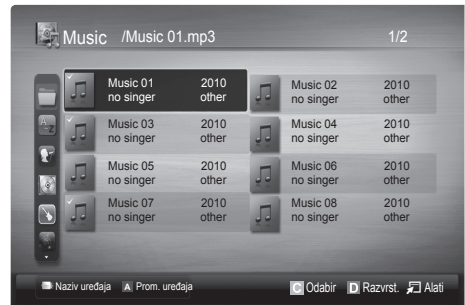 Music /Music 01.mp3 1/2
Music 01 2010 Music 02 2010
no singer other no singer other
Music 03 2010 Music 04 2010
no singer other no singer other
Music 05 2010 Music 06 2010
no singer other no singer other
Music 07 2010 Music 08 2010
no singer other no singer other
Naziv uređaja A Prom. uređaja C Odabir D Razvrst. Alati